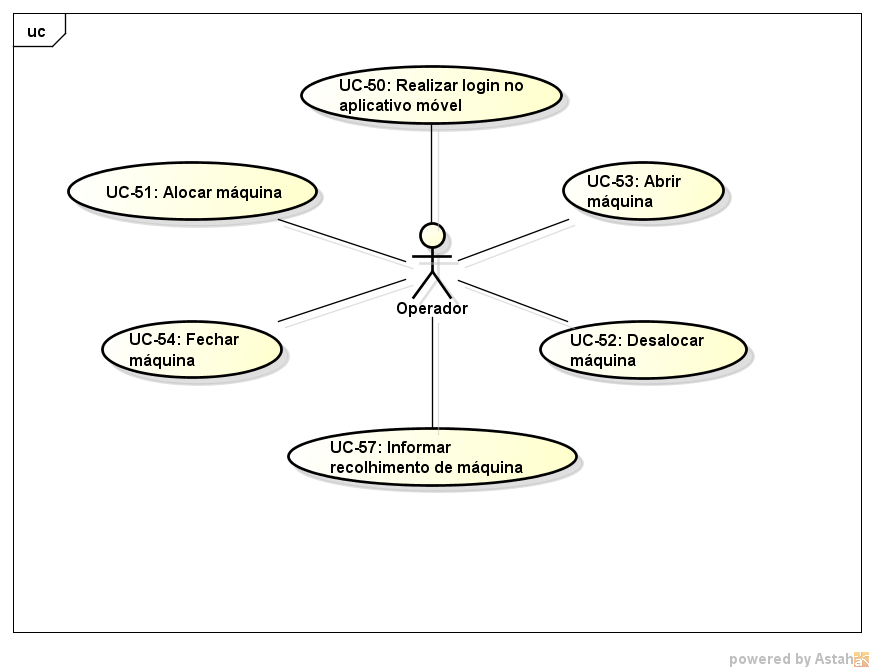 uc
UC-50: Realizar login no
aplicativo móvel
UC-51: Alocar máquina
UC-53: Abrir
máquina
Operador
UC-54: Fechar
máquina
UC-52: Desalocar
máquina
UC-57: Informar
recolhimento de máquina
powered by Astah